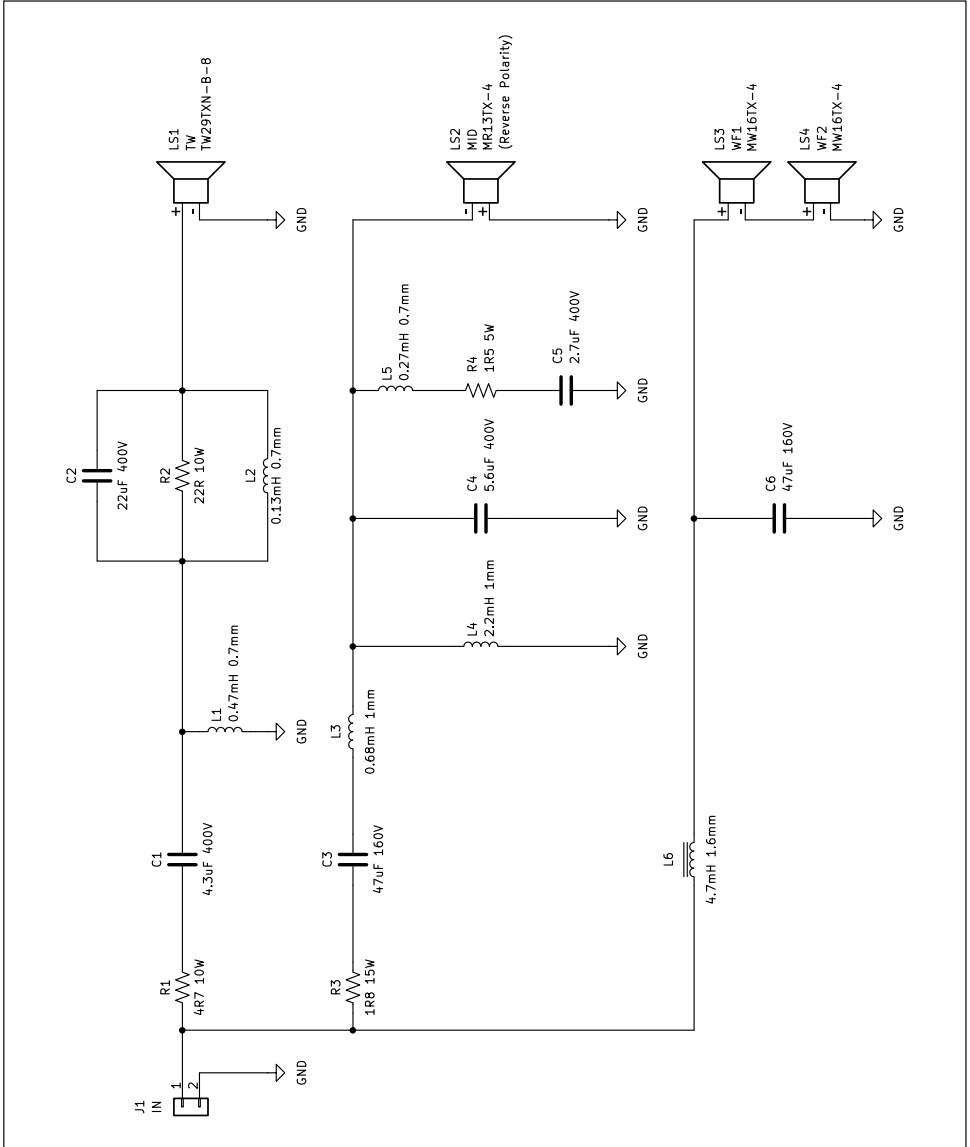 J1
IN
1
2
GND
R1
4R7 10W
C1
4.3uF 400V
L1
0.47mH 0.7mm
GND
C2
22uF 400V
R2
22R 10W
L2
0.13mH 0.7mm
LS1
TW
TW29TXN-B-8
+
-
GND
R3
1R8 15W
C3
47uF 160V
L3
0.68mH 1mm
L4
2.2mH 1mm
GND
C4
5.6uF 400V
GND
L5
0.27mH 0.7mm
R4
1R5 5W
C5
2.7uF 400V
GND
LS2
MID
MR13TX-4
(Reverse Polarity)
-
+
GND
L6
4.7mH 1.6mm
C6
47uF 160V
GND
LS3
WF1
MW16TX-4
+
-
LS4
WF2
MW16TX-4
+
-
GND